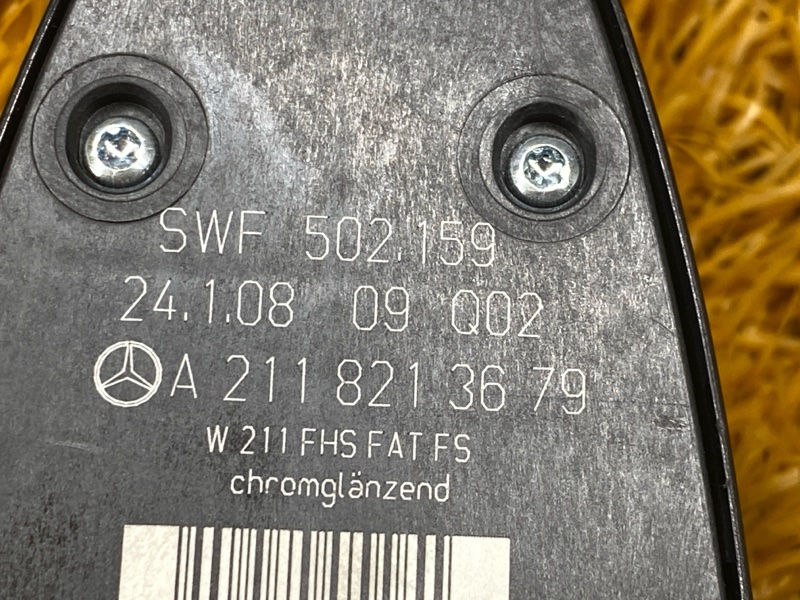 SWF 502.159
24.1.08 09 Q02
A 211 821 36 79
W 211 FHS FAT FS
chromglänzend